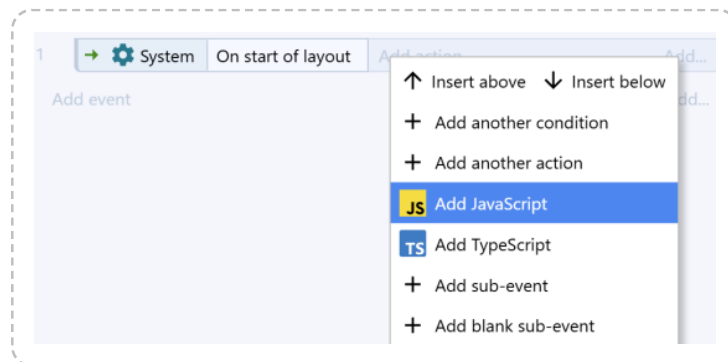 1 System On start of layout Add action Add...
Insert above Insert below
Add event
Add another condition
Add another action
JS Add JavaScript
TS Add TypeScript
Add sub-event
Add blank sub-event